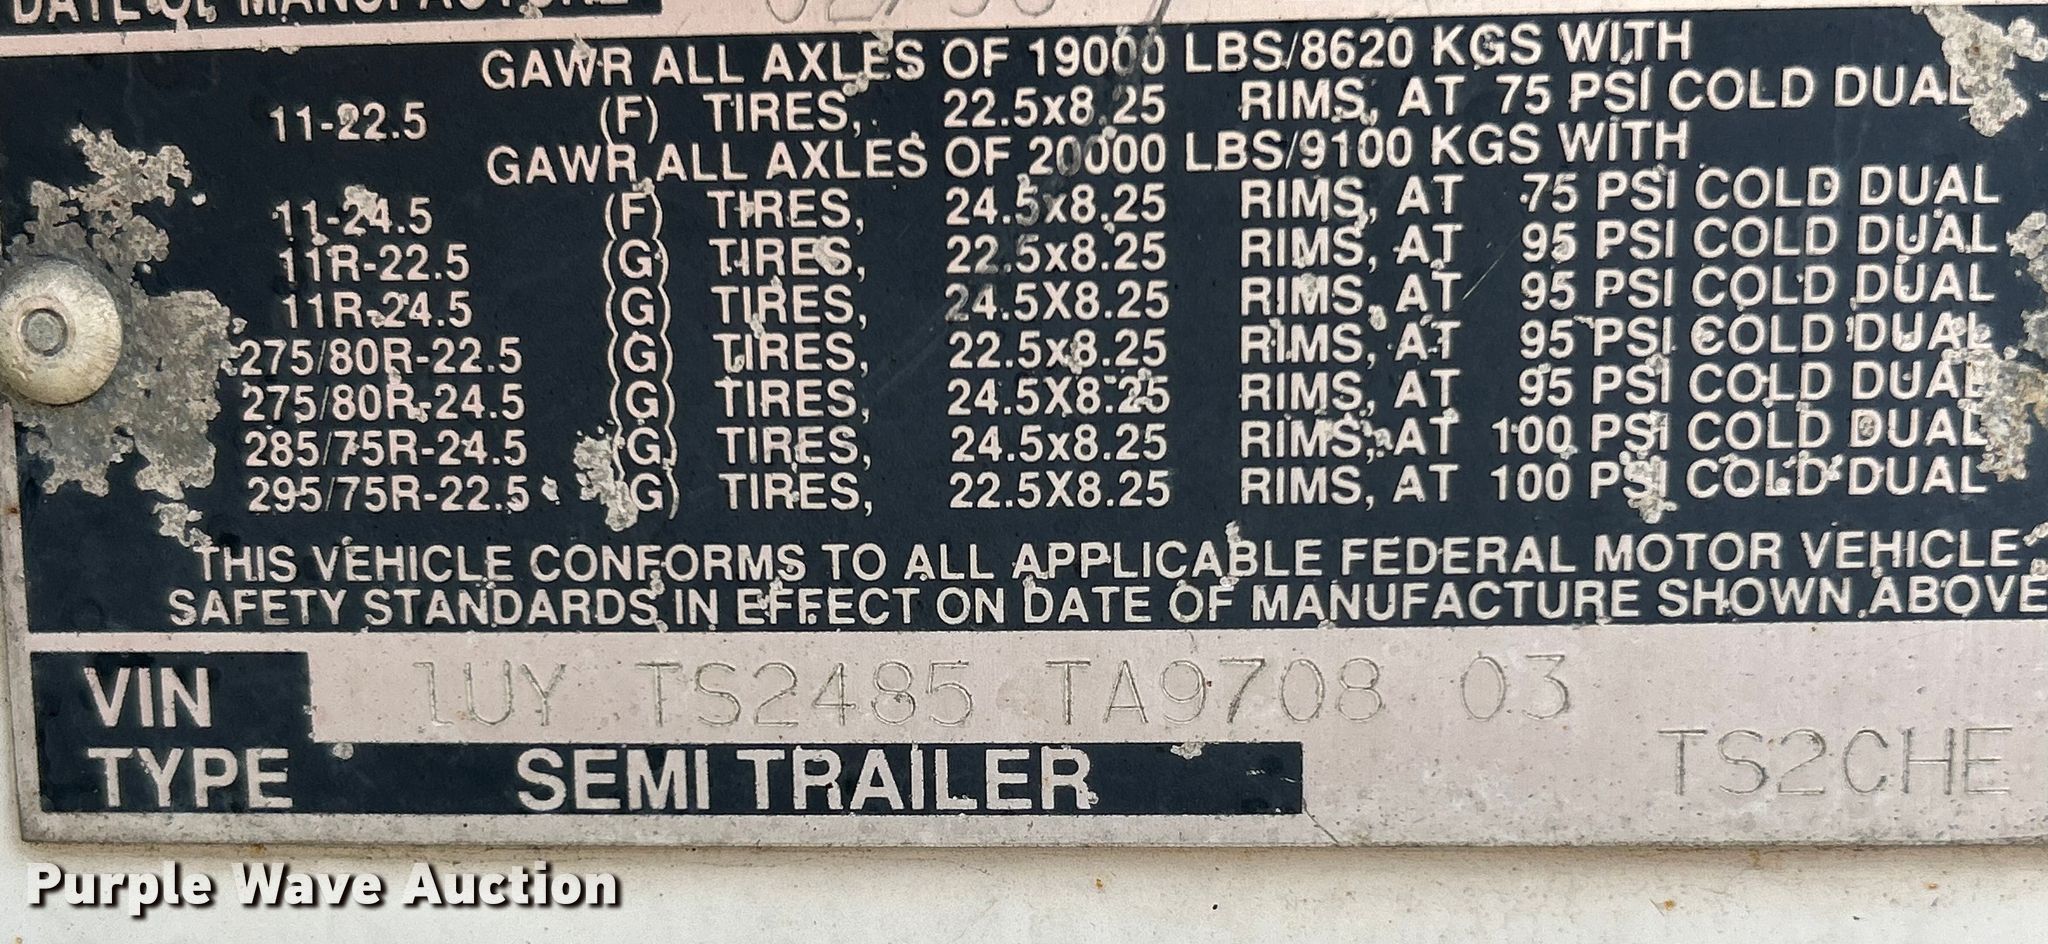 DATE OF MANUFACTURE
GAWR ALL AXLES OF 19000 LBS/8620 KGS WITH
11-22.5 (F) TIRES, 22.5x8.25 RIMS, AT 75 PSI COLD DUAL
GAWR ALL AXLES OF 20000 LBS/9100 KGS WITH
11-24.5 (F) TIRES, 24.5x8.25 RIMS, AT 75 PSI COLD DUAL
11R-22.5 (G) TIRES, 22.5x8.25 RIMS, AT 95 PSI COLD DUAL
11R-24.5 (G) TIRES, 24.5X8.25 RIMS, AT 95 PSI COLD DUAL
275/80R-22.5 (G) TIRES, 22.5x8.25 RIMS, AT 95 PSI COLD DUAL
275/80R-24.5 (G) TIRES, 24.5X8.25 RIMS, AT 95 PSI COLD DUAL
285/75R-24.5 (G) TIRES, 24.5x8.25 RIMS, AT 100 PSI COLD DUAL
295/75R-22.5 (G) TIRES, 22.5X8.25 RIMS, AT 100 PSI COLD DUAL
THIS VEHICLE CONFORMS TO ALL APPLICABLE FEDERAL MOTOR VEHICLE
SAFETY STANDARDS IN EFFECT ON DATE OF MANUFACTURE SHOWN ABOVE
VIN 1UY TS2485 TA9708 03
TYPE SEMI TRAILER TS2CHE
Purple Wave Auction